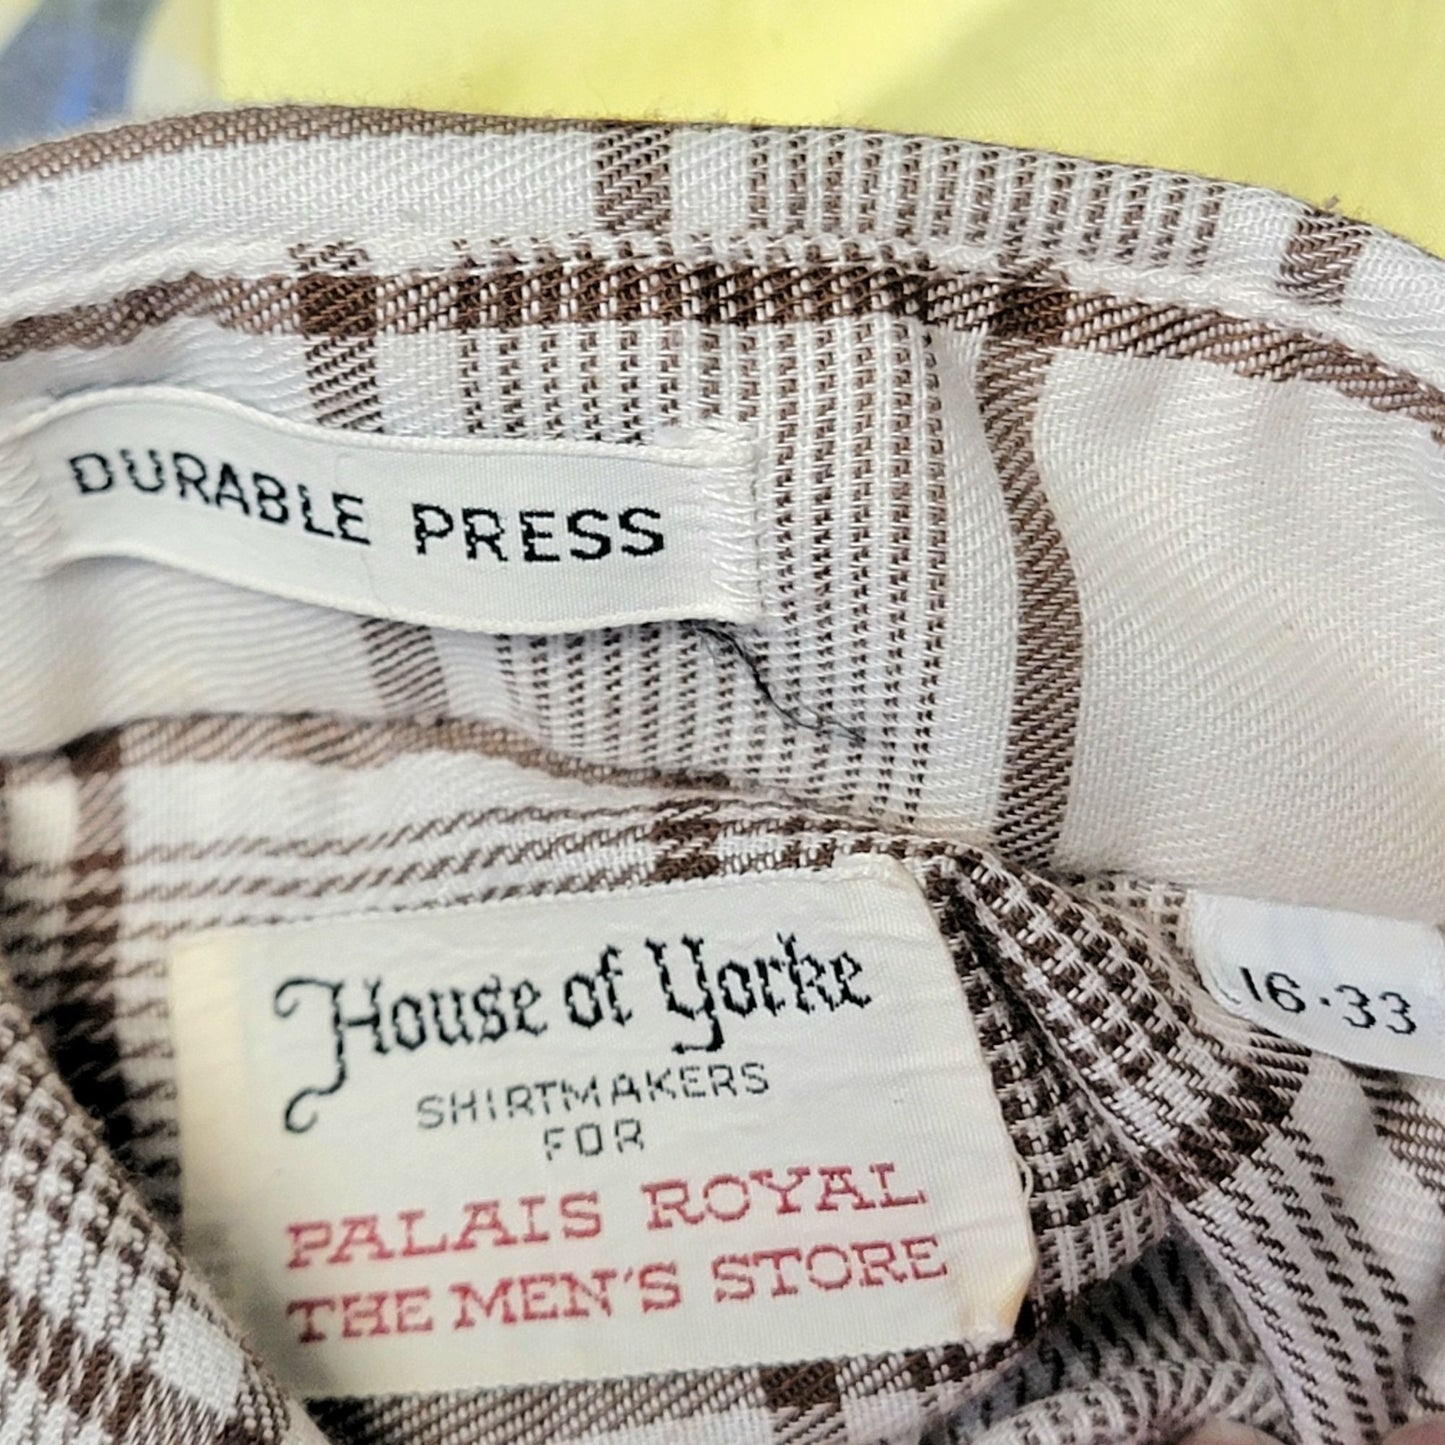 DURABLE PRESS
House of Yorke
SHIRTMAKERS
FOR
PALAIS ROYAL
THE MEN'S STORE
16·33